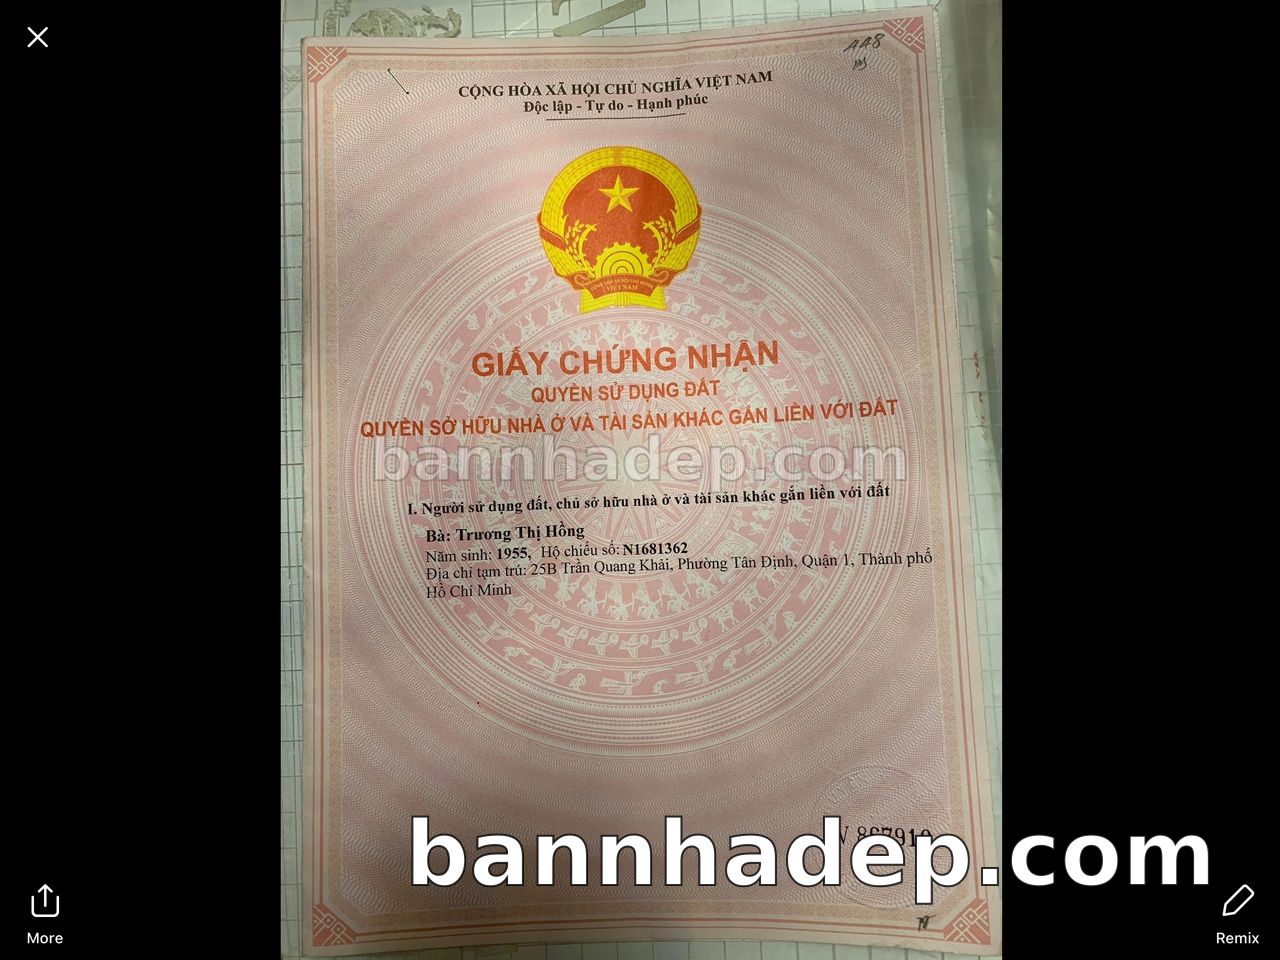 AA8
CỘNG HÒA XÃ HỘI CHỦ NGHĨA VIỆT NAM
Độc lập - Tự do - Hạnh phúc
VIỆT NAM
GIẤY CHỨNG NHẬN
QUYỀN SỬ DỤNG ĐẤT
QUYỀN SỞ HỮU NHÀ Ở VÀ TÀI SẢN KHÁC GẮN LIỀN VỚI ĐẤT
bannhadep.com
I. Người sử dụng đất, chủ sở hữu nhà ở và tài sản khác gắn liền với đất
Bà: Trương Thị Hồng
Năm sinh: 1955, Hộ chiếu số: N1681362
Địa chỉ tạm trú: 25B Trần Quang Khải, Phường Tân Định, Quận 1, Thành phố
Hồ Chí Minh
bannhadep.com
More
Remix